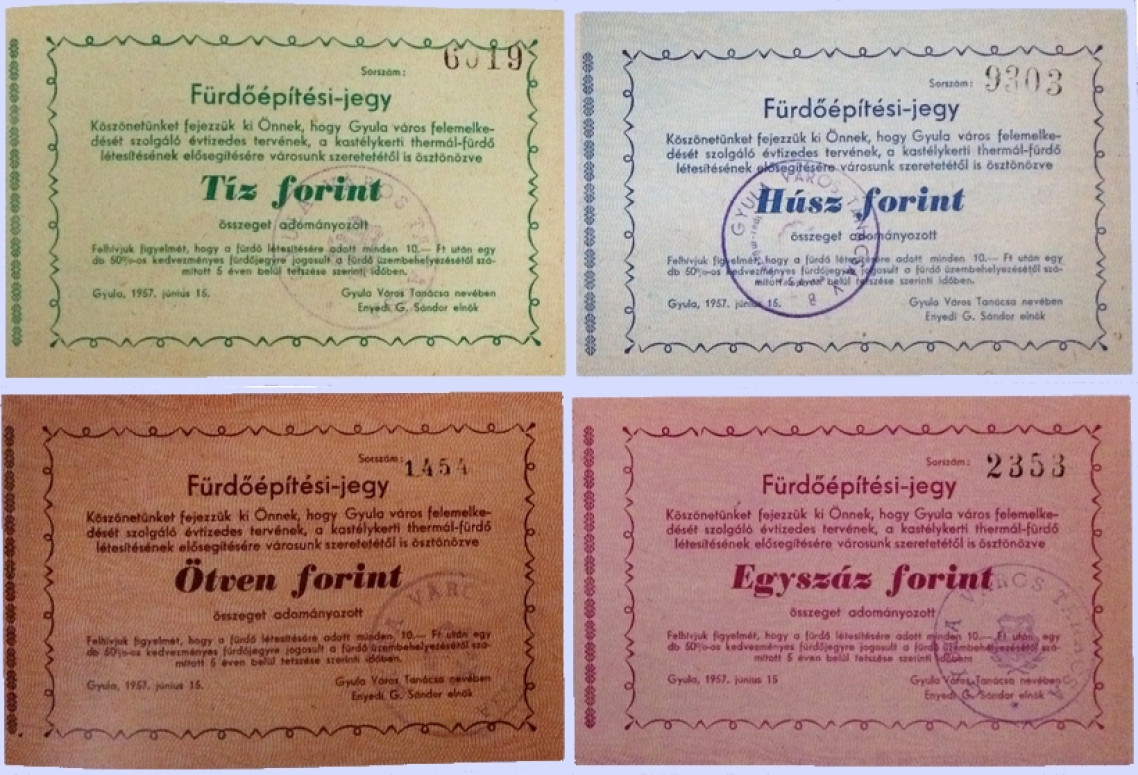 Sorszám: 6019
Fürdőépítési-jegy
Köszönetünket fejezzük ki Önnek, hogy Gyula város felemelke-
dését szolgáló évtizedes tervének, a kastélykerti thermál-fürdő
létesítésének elősegítésére városunk szeretetétől is ösztönözve
Tíz forint
összeget adományozott
Felhivjuk figyelmét, hogy a fürdő létesítésére adott minden 10.— Ft után egy
db 50%-os kedvezményes fürdőjegyre jogosult a fürdő üzembehelyezésétől szá-
mított 5 éven belül tetszése szerinti időben.
Gyula, 1957. június 15.
Gyula Város Tanácsa nevében
Enyedi G. Sándor elnök
Sorszám: 9303
Fürdőépítési-jegy
Köszönetünket fejezzük ki Önnek, hogy Gyula város felemelke-
dését szolgáló évtizedes tervének, a kastélykerti thermál-fürdő
létesítésének elősegítésére városunk szeretetétől is ösztönözve
Húsz forint
összeget adományozott
Felhivjuk figyelmét, hogy a fürdő létesítésére adott minden 10.— Ft után egy
db 50%-os kedvezményes fürdőjegyre jogosult a fürdő üzembehelyezésétől szá-
mított 5 éven belül tetszése szerinti időben.
Gyula, 1957. június 15.
Gyula Város Tanácsa nevében
Enyedi G. Sándor elnök
GYULA VÁROS
Sorszám: 1454
Fürdőépítési-jegy
Köszönetünket fejezzük ki Önnek, hogy Gyula város felemelke-
dését szolgáló évtizedes tervének, a kastélykerti thermál-fürdő
létesítésének elősegítésére városunk szeretetétől is ösztönözve
Ötven forint
összeget adományozott
Felhivjuk figyelmét, hogy a fürdő létesítésére adott minden 10.— Ft után egy
db 50%-os kedvezményes fürdőjegyre jogosult a fürdő üzembehelyezésétől szá-
mított 5 éven belül tetszése szerinti időben.
Gyula, 1957. június 15.
Gyula Város Tanácsa nevében
Enyedi G. Sándor elnök
Sorszám: 2353
Fürdőépítési-jegy
Köszönetünket fejezzük ki Önnek, hogy Gyula város felemelke-
dését szolgáló évtizedes tervének, a kastélykerti thermál-fürdő
létesítésének elősegítésére városunk szeretetétől is ösztönözve
Egyszáz forint
összeget adományozott
Felhivjuk figyelmét, hogy a fürdő létesítésére adott minden 10.— Ft után egy
db 50%-os kedvezményes fürdőjegyre jogosult a fürdő üzembehelyezésétől szá-
mított 5 éven belül tetszése szerinti időben
Gyula, 1957. június 15
Gyula Város Tanácsa nevében
Enyedi G. Sándor elnök
GYULA VÁROS TANÁCSA